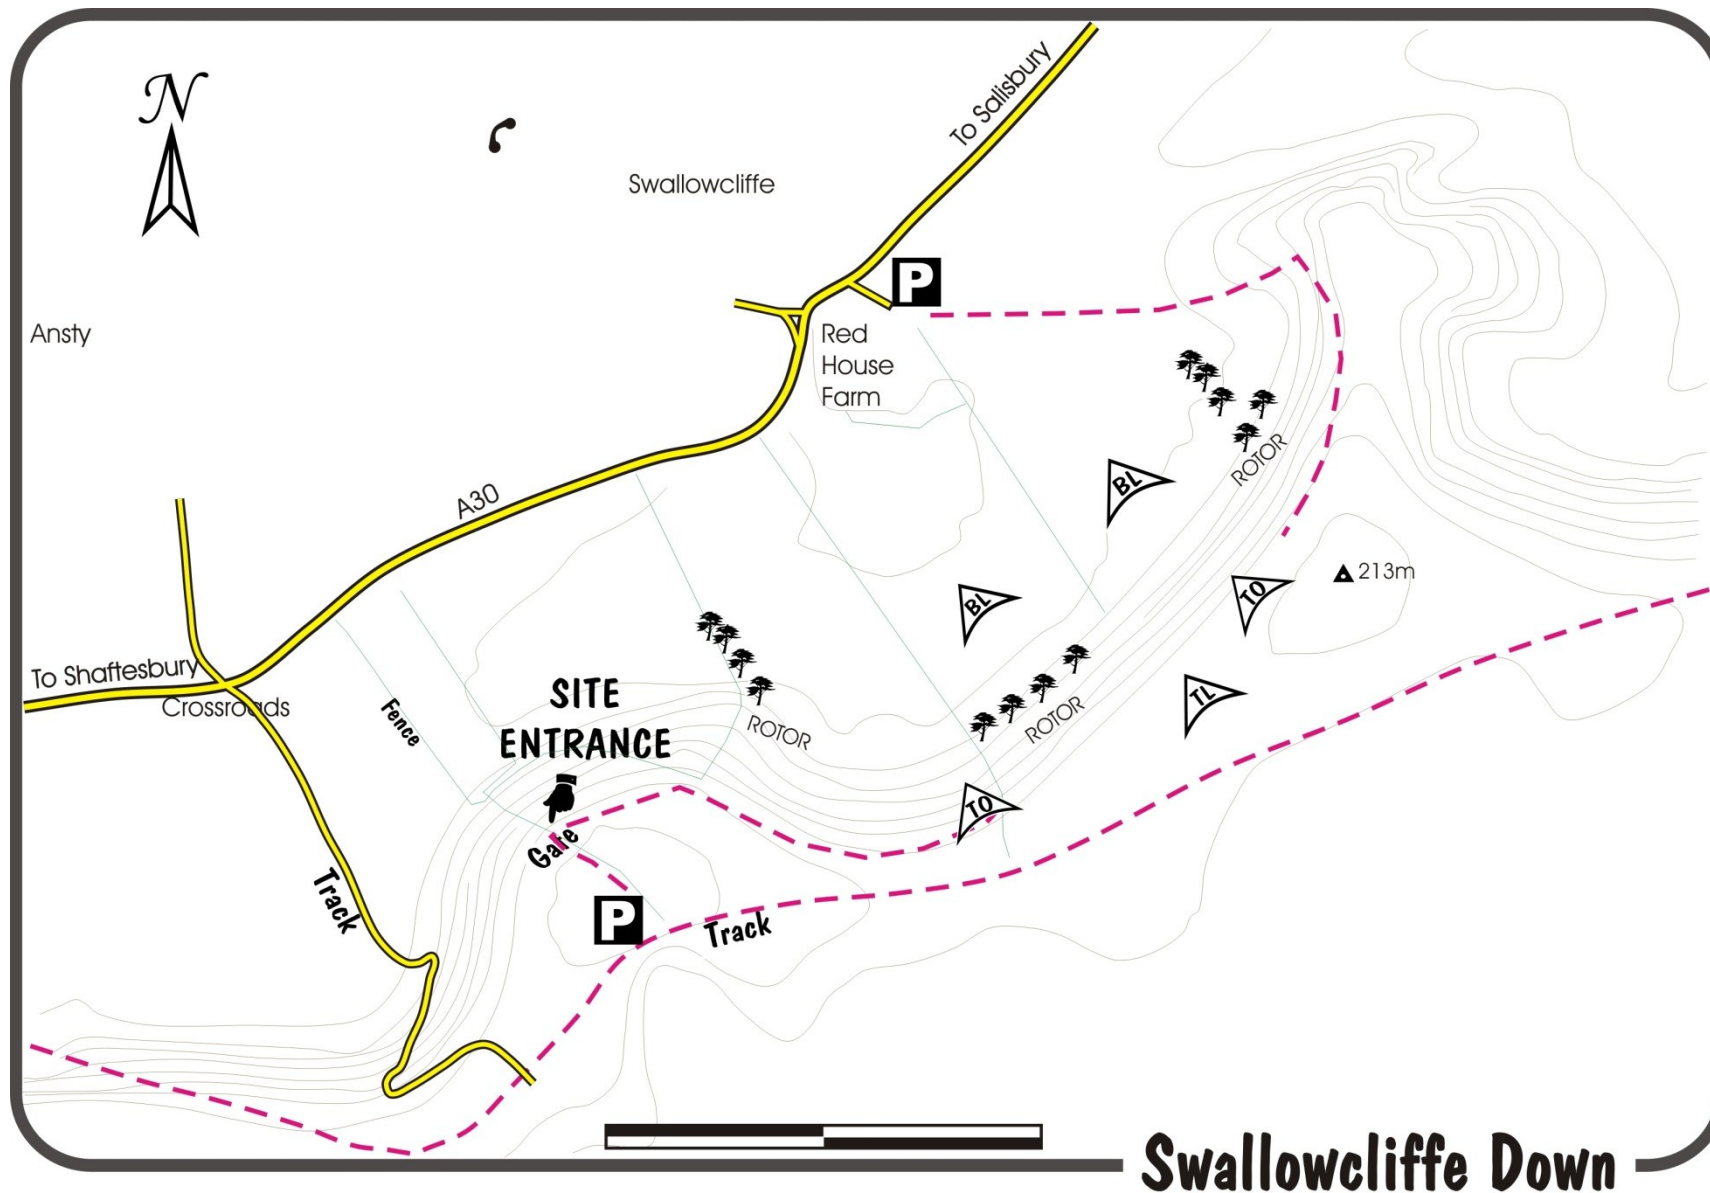 N
To Salisbury
Swallowcliffe
P
Ansty
Red
House
Farm
A30
ROTOR
BL
BL
TO
213m
To Shaftesbury
Crossroads
Fence
SITE
ENTRANCE
ROTOR
ROTOR
TL
TO
Gate
Track
P
Track
Swallowcliffe Down